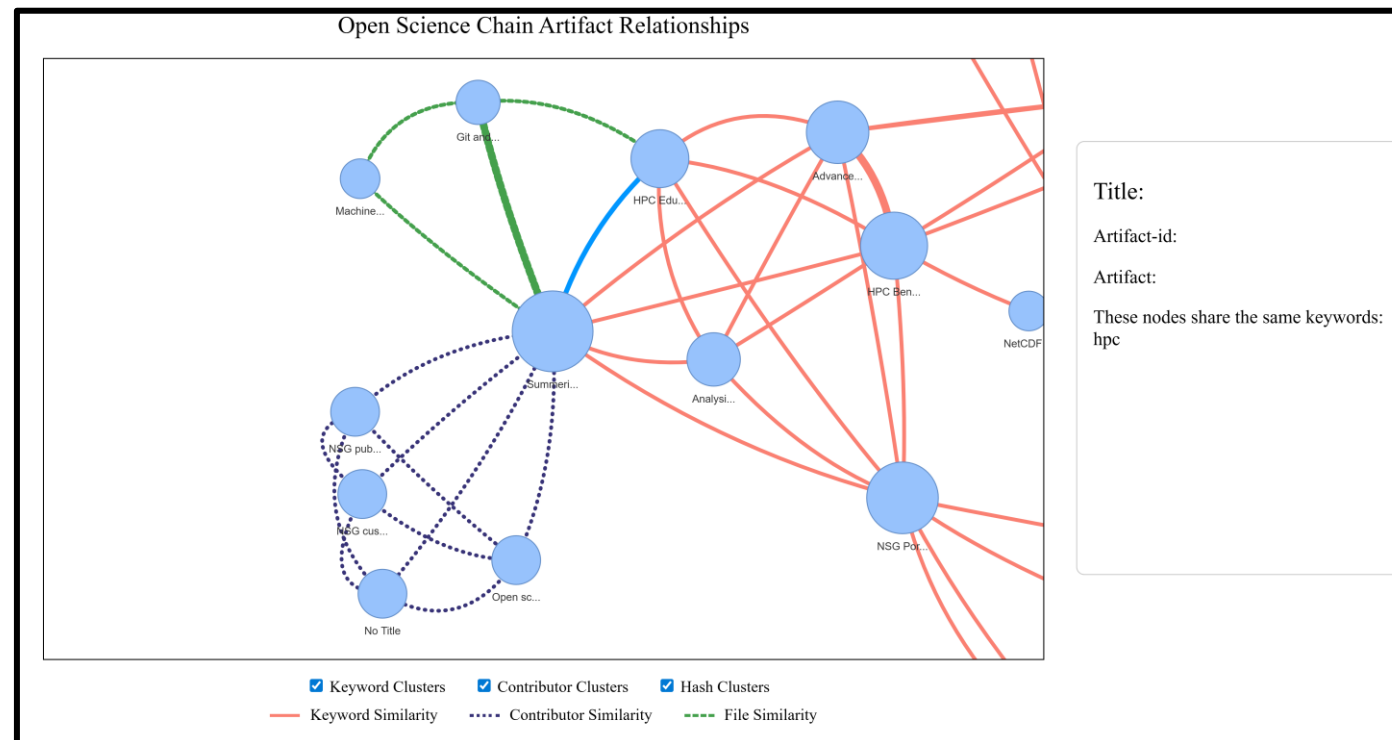 Open Science Chain Artifact Relationships
Git and...
Machine...
HPC Edu...
Advance...
HPC Ben...
NetCDF
Summeri...
Analysi...
NSG pub...
NSG cus...
NSG Por...
Open sc...
No Title
Title:
Artifact-id:
Artifact:
These nodes share the same keywords:
hpc
Keyword Clusters
Contributor Clusters
Hash Clusters
Keyword Similarity
Contributor Similarity
File Similarity